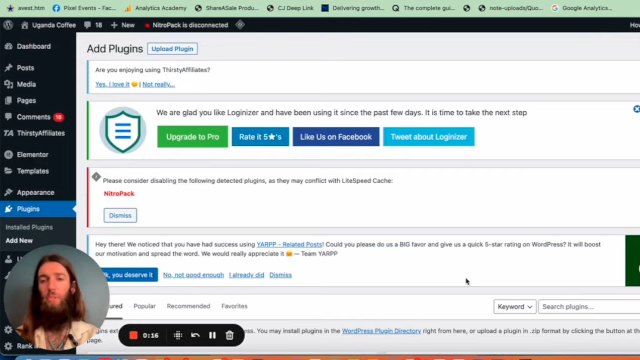 avest.htm
Pixel Events - Fac...
Analytics Academy
ShareASale Produ...
CJ Deep Link
Delivering growth...
The complete gui...
note-uploads/Quo...
Google Analytics...
Uganda Coffee 28 18 New NitroPack is disconnected
Dashboard
Posts
Media
Pages
Comments 18
ThirstyAffiliates
Elementor
Templates
Appearance
Plugins
Installed Plugins
Add New
Add Plugins Upload Plugin
Are you enjoying using ThirstyAffiliates?
Yes, I love it Not really...
We are glad you like Loginizer and have been using it since the past few days. It is time to take the next step
Upgrade to Pro Rate it 5★'s Like Us on Facebook Tweet about Loginizer
Please consider disabling the following detected plugins, as they may conflict with LiteSpeed Cache:
NitroPack
Dismiss
Hey there! We noticed that you have had success using YARPP - Related Posts! Could you please do us a BIG favor and give us a quick 5-star rating on WordPress? It will boost
our motivation and spread the word. We would really appreciate it — Team YARPP
you deserve it No, not good enough I already did Dismiss
Popular Recommended Favorites Keyword Search plugins...
You may install plugins in the WordPress Plugin Directory right from here, or upload a plugin in .zip format by clicking the button at the
page.
0:16